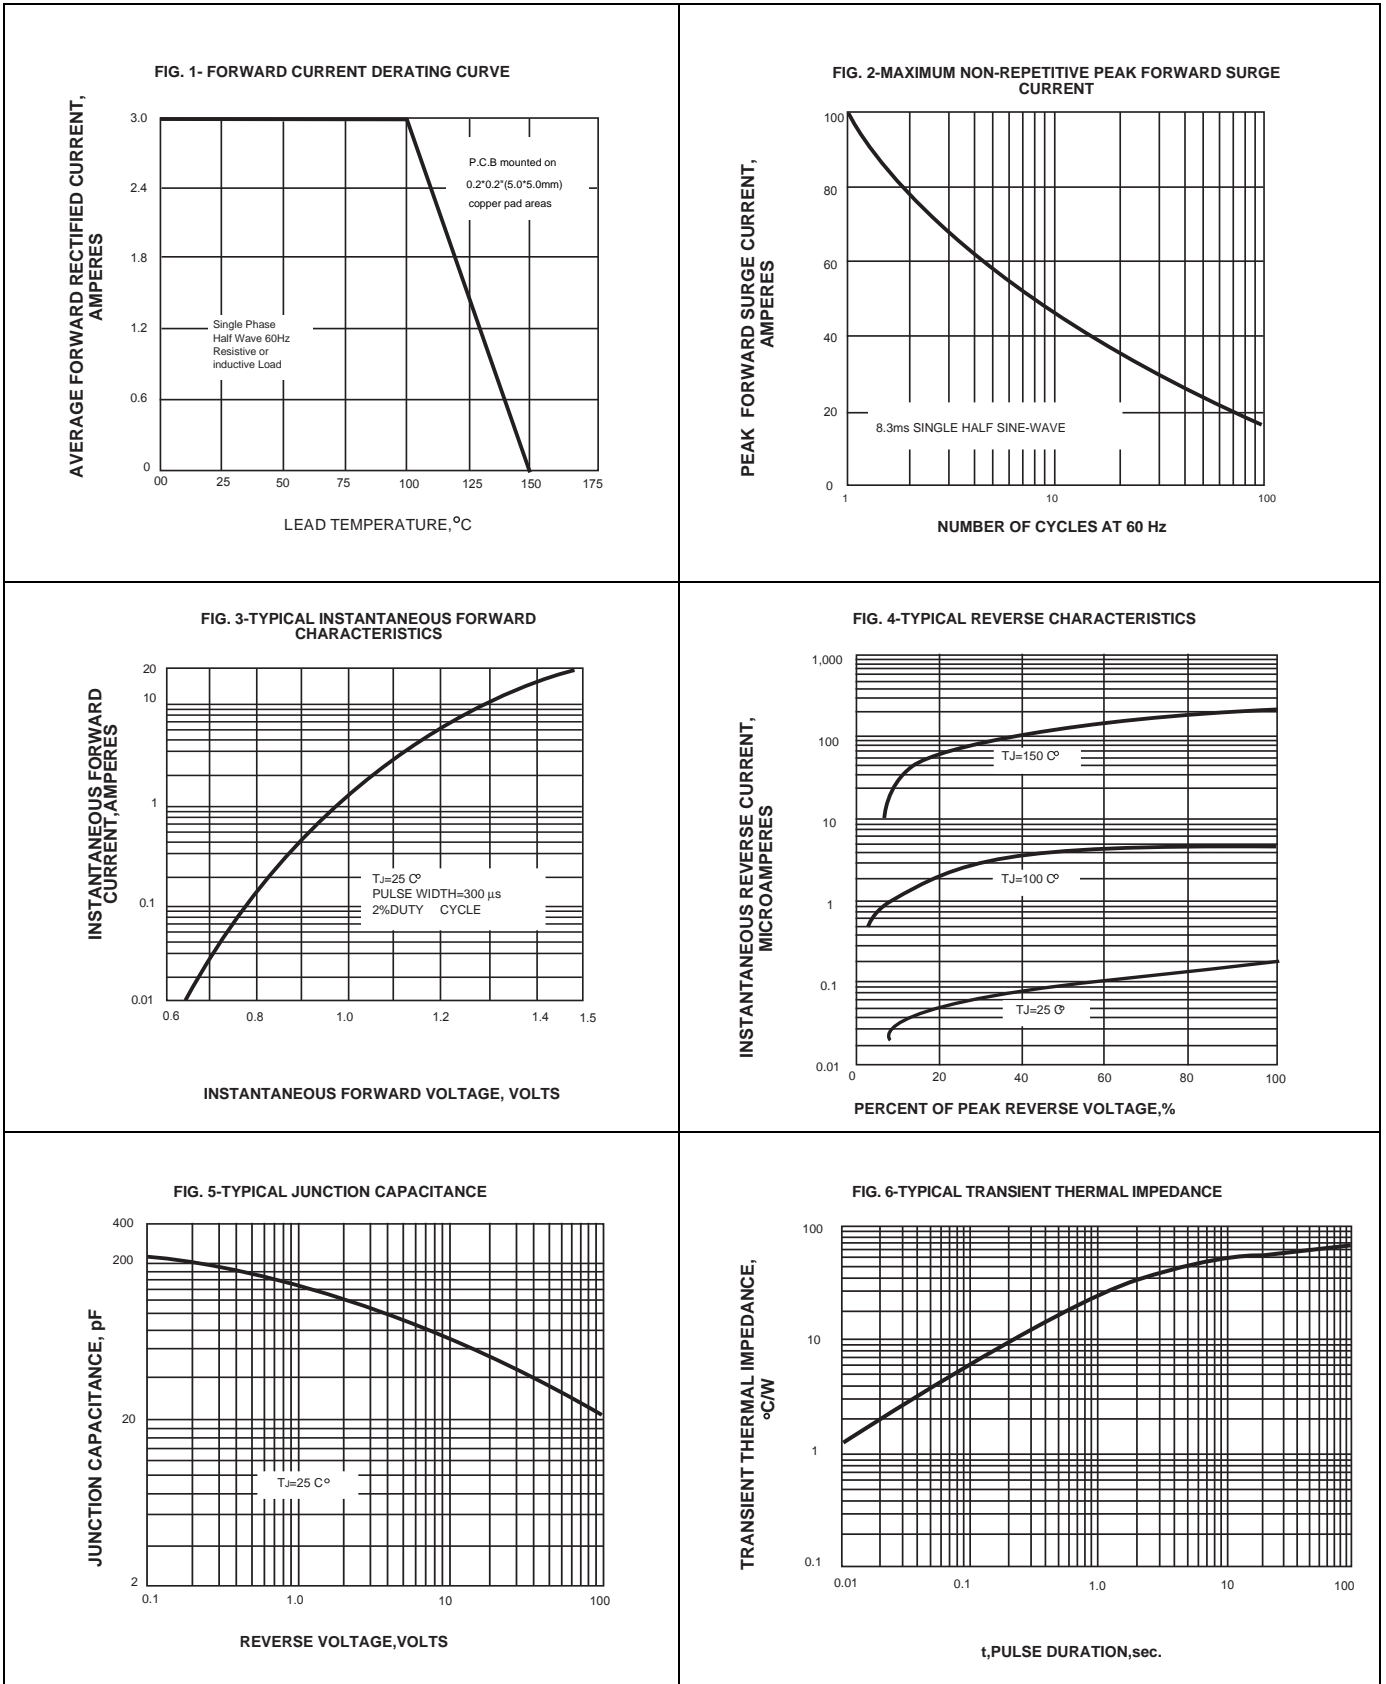 FIG. 1- FORWARD CURRENT DERATING CURVE
AVERAGE FORWARD RECTIFIED CURRENT,
AMPERES
3.0
2.4
1.8
1.2
0.6
0
P.C.B mounted on
0.2*0.2"(5.0*5.0mm)
copper pad areas
Single Phase
Half Wave 60Hz
Resistive or
inductive Load
00 25 50 75 100 125 150 175
LEAD TEMPERATURE,°C
FIG. 2-MAXIMUM NON-REPETITIVE PEAK FORWARD SURGE
CURRENT
PEAK FORWARD SURGE CURRENT,
AMPERES
100
80
60
40
20
0
8.3ms SINGLE HALF SINE-WAVE
1 10 100
NUMBER OF CYCLES AT 60 Hz
FIG. 3-TYPICAL INSTANTANEOUS FORWARD
CHARACTERISTICS
INSTANTANEOUS FORWARD
CURRENT,AMPERES
20
10
1
0.1
0.01
TJ=25 C°
PULSE WIDTH=300 µs
2%DUTY CYCLE
0.6 0.8 1.0 1.2 1.4 1.5
INSTANTANEOUS FORWARD VOLTAGE, VOLTS
FIG. 4-TYPICAL REVERSE CHARACTERISTICS
INSTANTANEOUS REVERSE CURRENT,
MICROAMPERES
1,000
100
10
1
0.1
0.01
TJ=150 C°
TJ=100 C°
TJ=25 C°
0 20 40 60 80 100
PERCENT OF PEAK REVERSE VOLTAGE,%
FIG. 5-TYPICAL JUNCTION CAPACITANCE
JUNCTION CAPACITANCE, pF
400
200
20
2
TJ=25 C°
0.1 1.0 10 100
REVERSE VOLTAGE,VOLTS
FIG. 6-TYPICAL TRANSIENT THERMAL IMPEDANCE
TRANSIENT THERMAL IMPEDANCE,
°C/W
100
10
1
0.1
0.01 0.1 1.0 10 100
t,PULSE DURATION,sec.